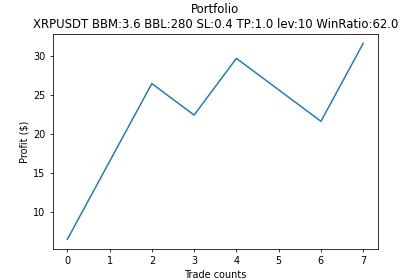 Portfolio
XRPUSDT BBM:3.6 BBL:280 SL:0.4 TP:1.0 lev:10 WinRatio:62.0
30
25
20
15
10
Profit ($)
0 1 2 3 4 5 6 7
Trade counts